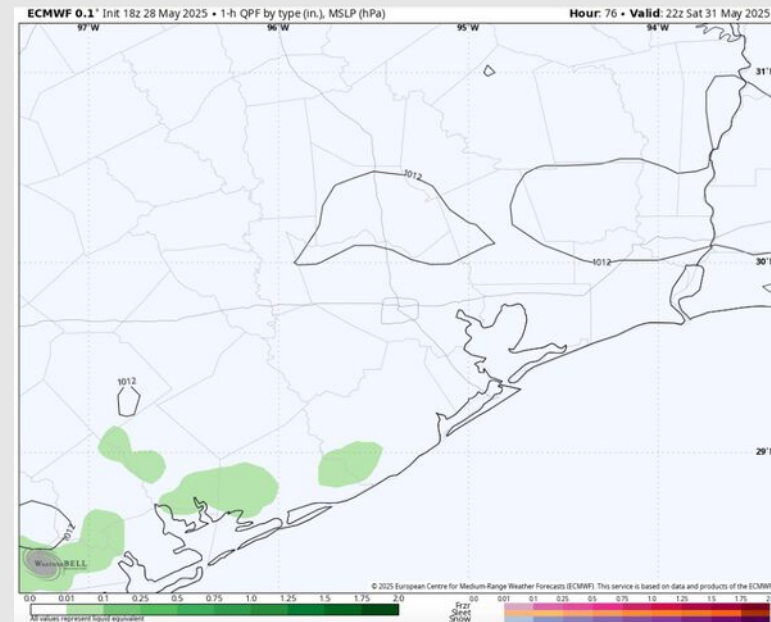 ECMWF 0.1° Init 18z 28 May 2025 • 1-h QPF by type (in.), MSLP (hPa) Hour: 76 • Valid: 22z Sat 31 May 2025
97°W 96°W 95°W 94°W
31°
1012
30°
1012
1012
29°
1012
WeatherBELL
© 2025 European Centre for Medium-Range Weather Forecasts (ECMWF). This service is based on data and products of the ECMWF
0.0 0.01 0.1 0.25 0.5 0.75 1.0 1.25 1.5 1.75 2.0 0.0 0.01 0.1 0.25 0.5 0.75 1.0 1.25 1.5 1.75 2.
All values represent liquid equivalent
Frzr
Sleet
Snow